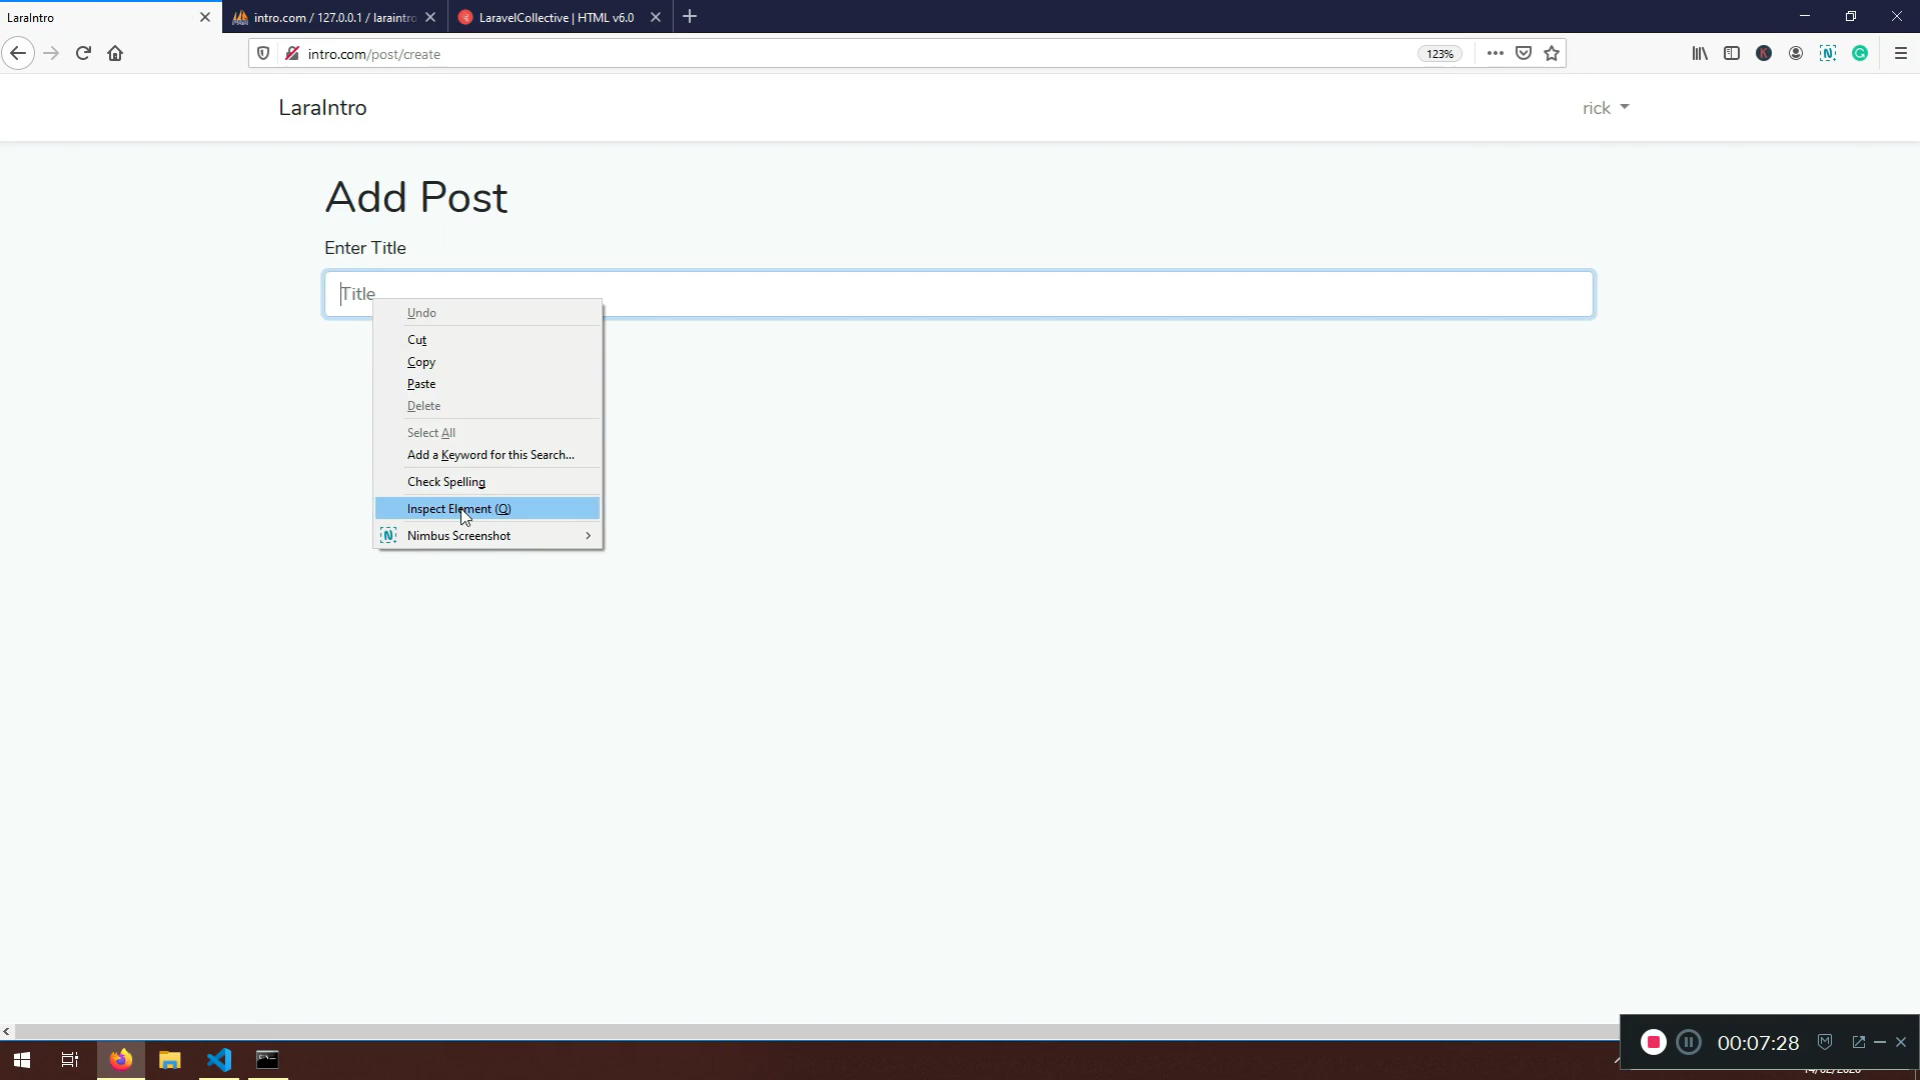 LaraIntro
intro.com / 127.0.0.1 / laraintro
LaravelCollective | HTML v6.0
intro.com/post/create
123%
LaraIntro
rick
Add Post
Enter Title
Title
Undo
Cut
Copy
Paste
Delete
Select All
Add a Keyword for this Search...
Check Spelling
Inspect Element (Q)
Nimbus Screenshot
00:07:28